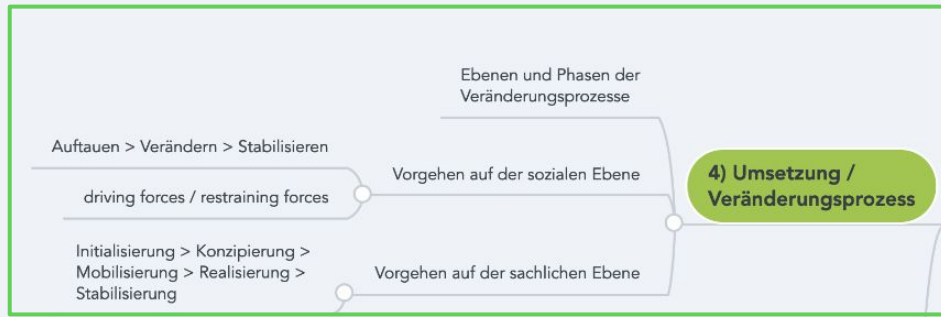 Ebenen und Phasen der
Veränderungsprozesse
Auftauen > Verändern > Stabilisieren
driving forces / restraining forces
Vorgehen auf der sozialen Ebene
4) Umsetzung /
Veränderungsprozess
Initialisierung > Konzipierung >
Mobilisierung > Realisierung >
Stabilisierung
Vorgehen auf der sachlichen Ebene